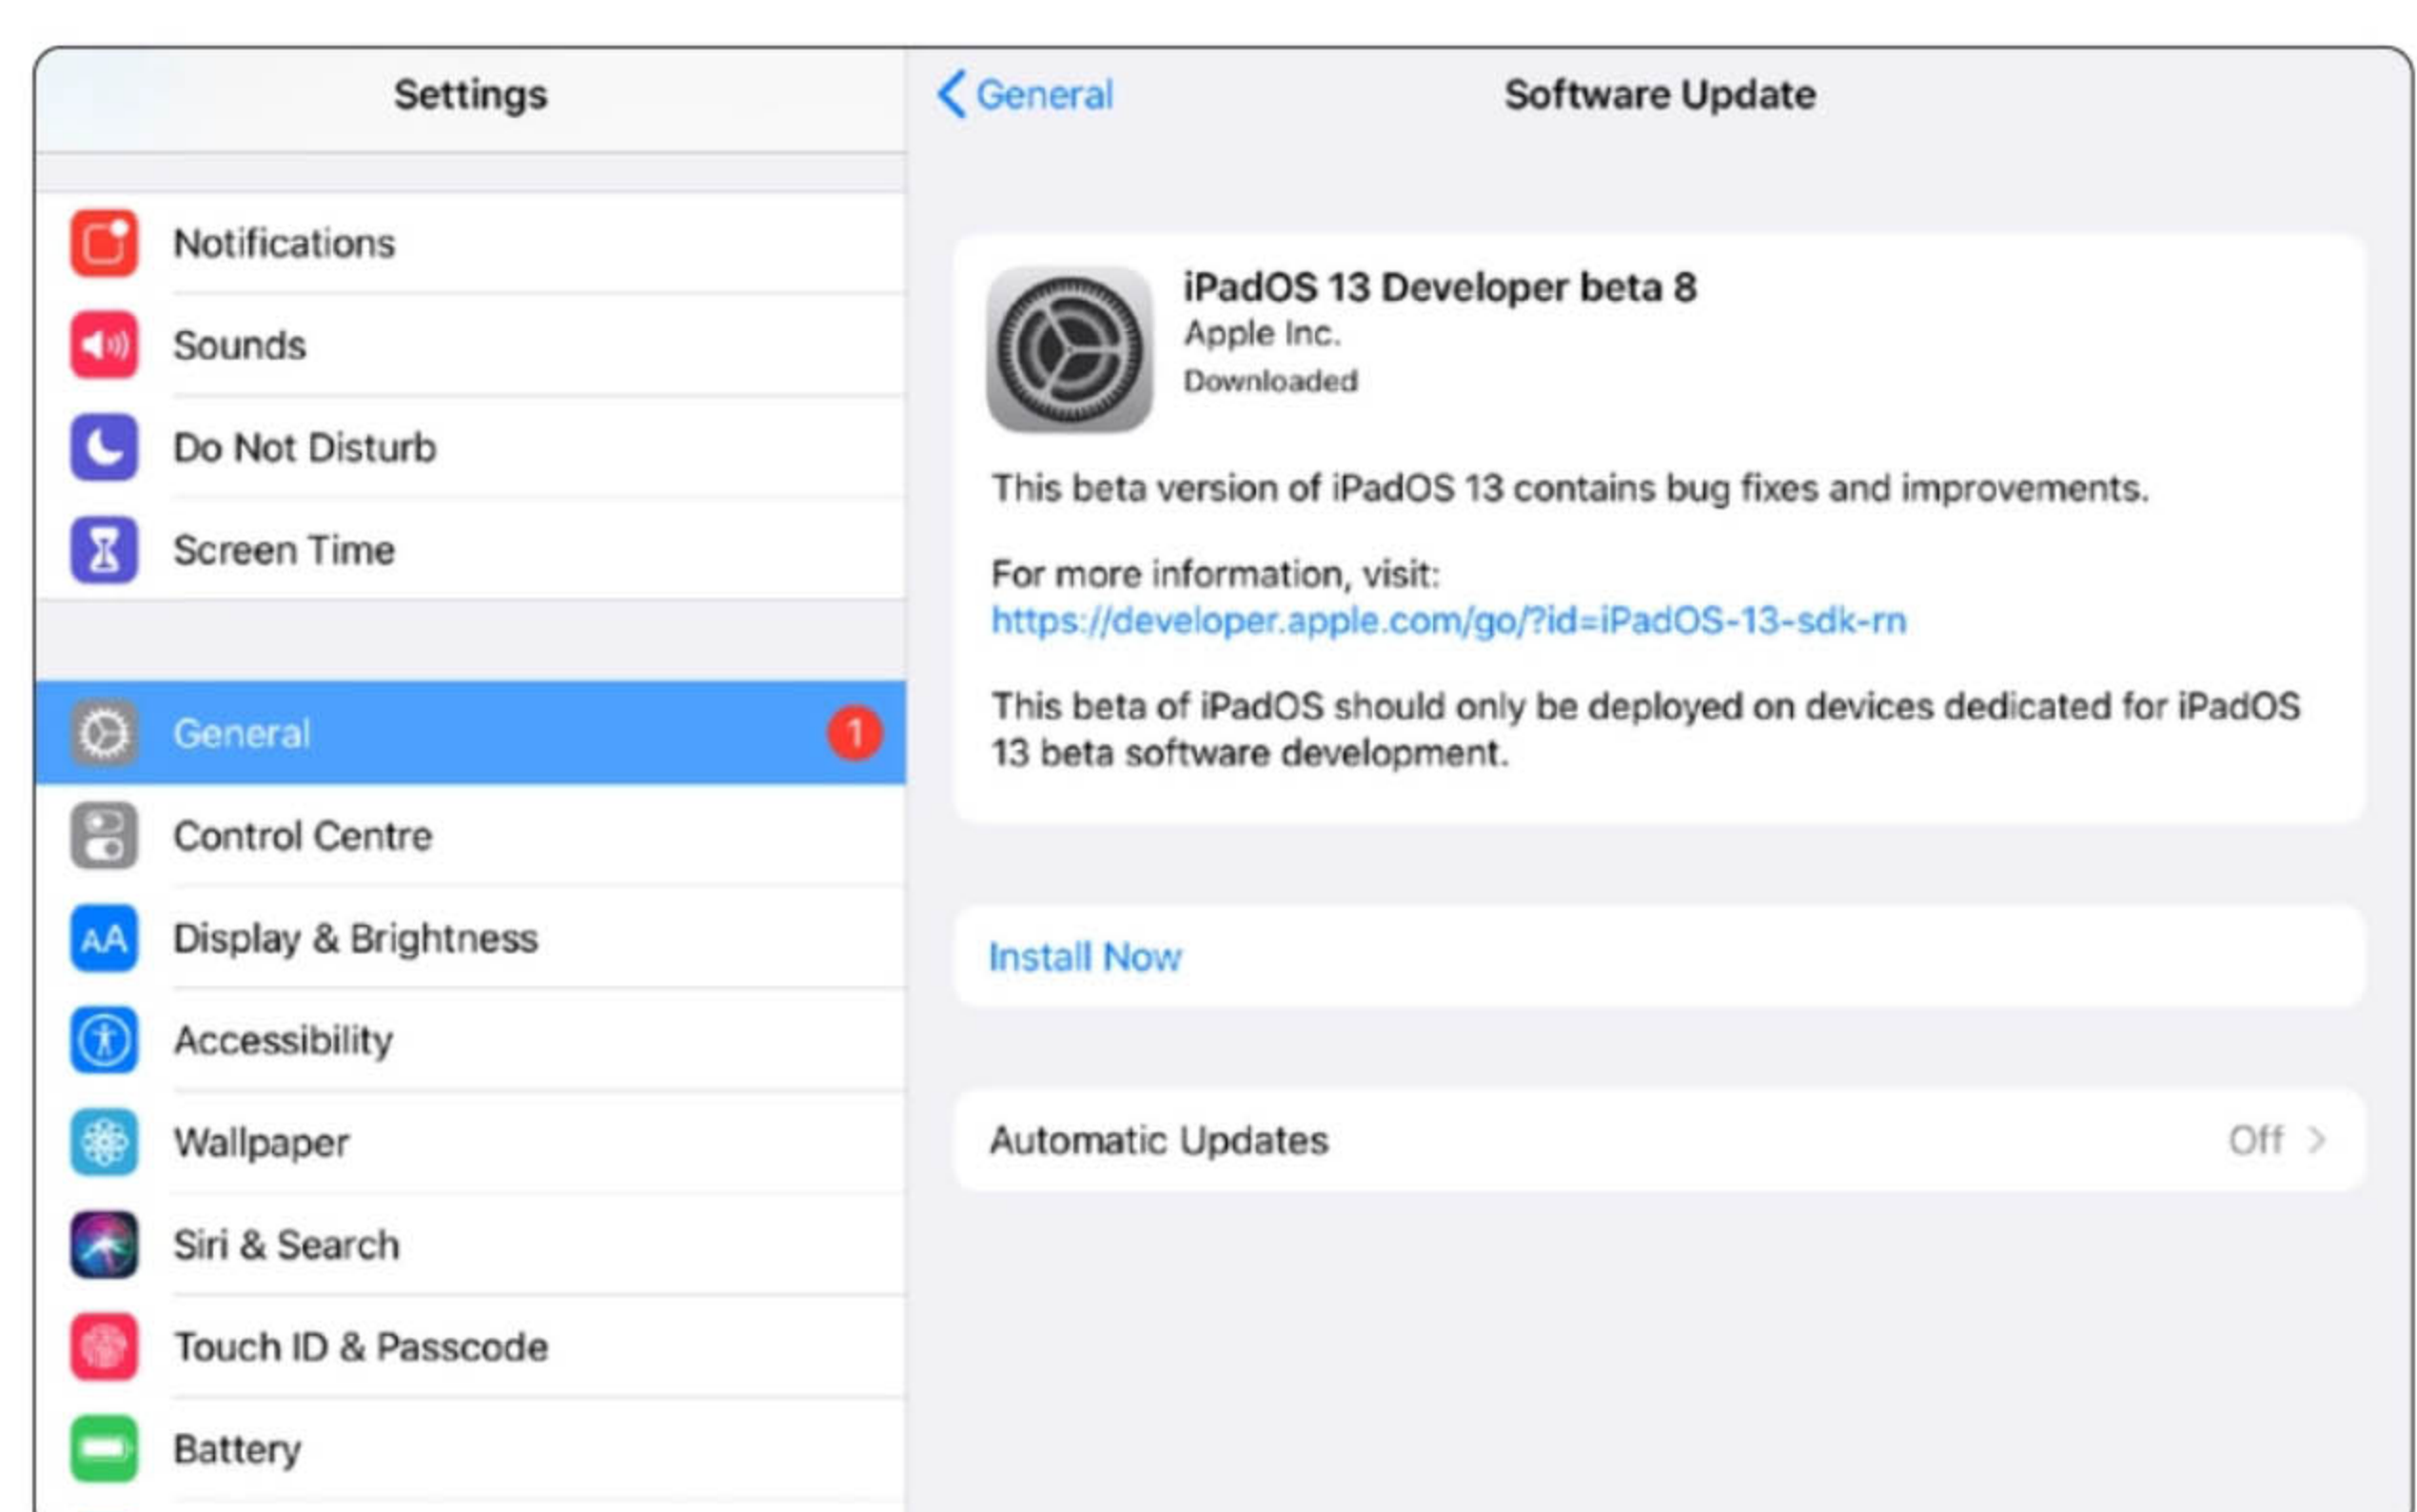 Settings
Notifications
Sounds
Do Not Disturb
Screen Time
General
1
Control Centre
AA
Display & Brightness
Accessibility
Wallpaper
Siri & Search
Touch ID & Passcode
Battery
General
Software Update
iPadOS 13 Developer beta 8
Apple Inc.
Downloaded
This beta version of iPadOS 13 contains bug fixes and improvements.
For more information, visit:
https://developer.apple.com/go/?id=iPadOS-13-sdk-rn
This beta of iPadOS should only be deployed on devices dedicated for iPadOS
13 beta software development.
Install Now
Automatic Updates
Off